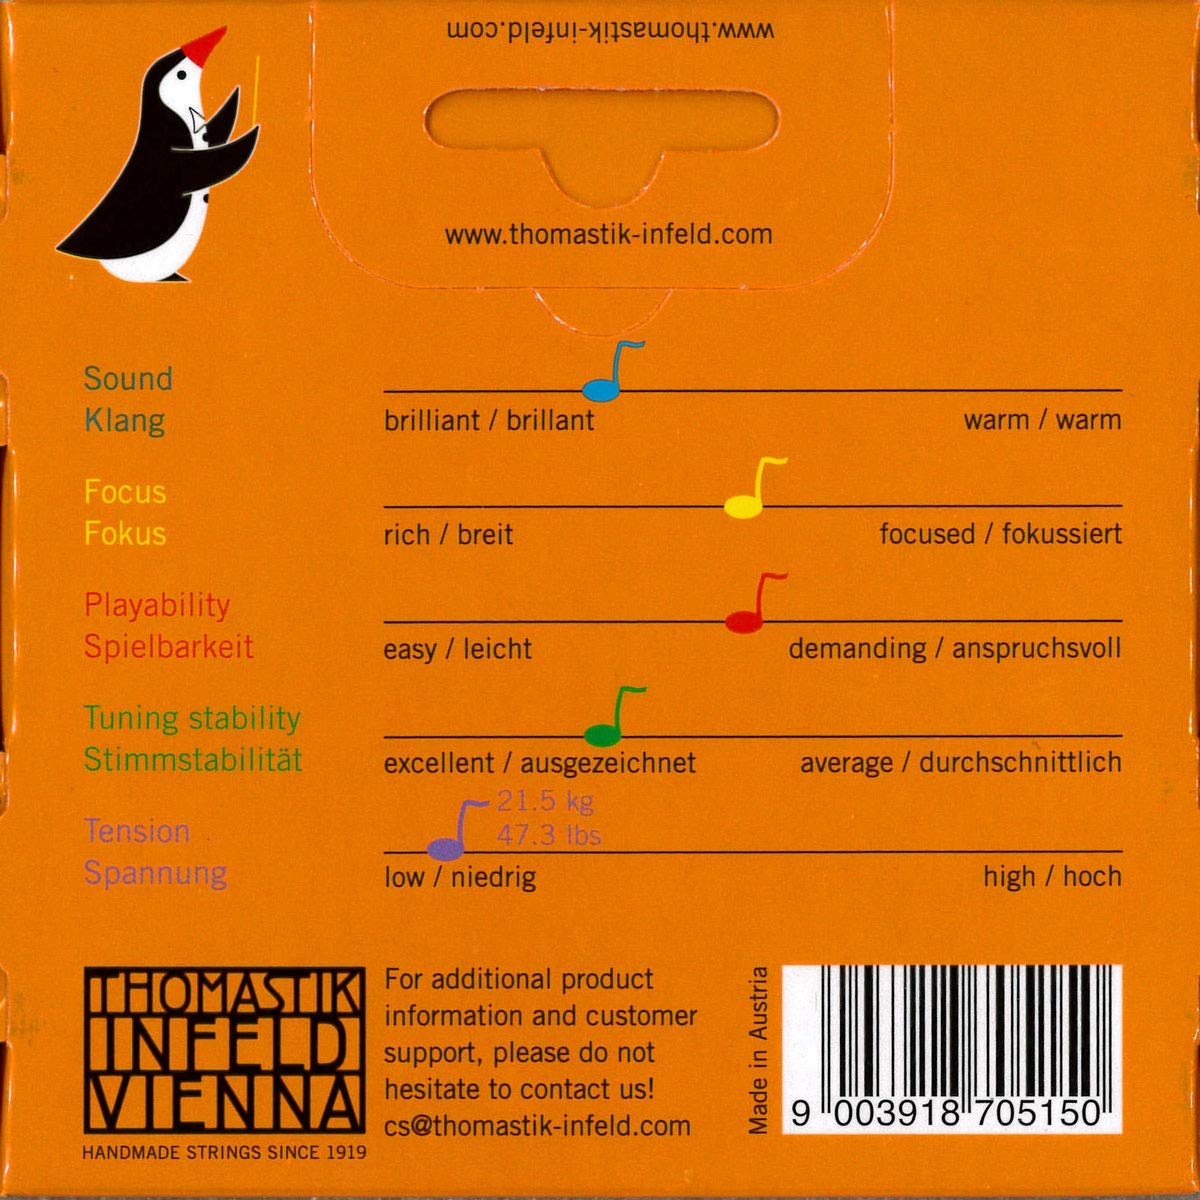 www.thomastik-infeld.com
www.thomastik-infeld.com
Sound
Klang
brilliant / brillant
warm / warm
Focus
Fokus
rich / breit
focused / fokussiert
Playability
Spielbarkeit
easy / leicht
demanding / anspruchsvoll
Tuning stability
Stimmstabilität
excellent / ausgezeichnet
average / durchschnittlich
21.5 kg
47.3 lbs
Tension
Spannung
low / niedrig
high / hoch
THOMASTIK
INFELD
VIENNA
HANDMADE STRINGS SINCE 1919
For additional product
information and customer
support, please do not
hesitate to contact us!
cs@thomastik-infeld.com
Made in Austria
9 003918 705150